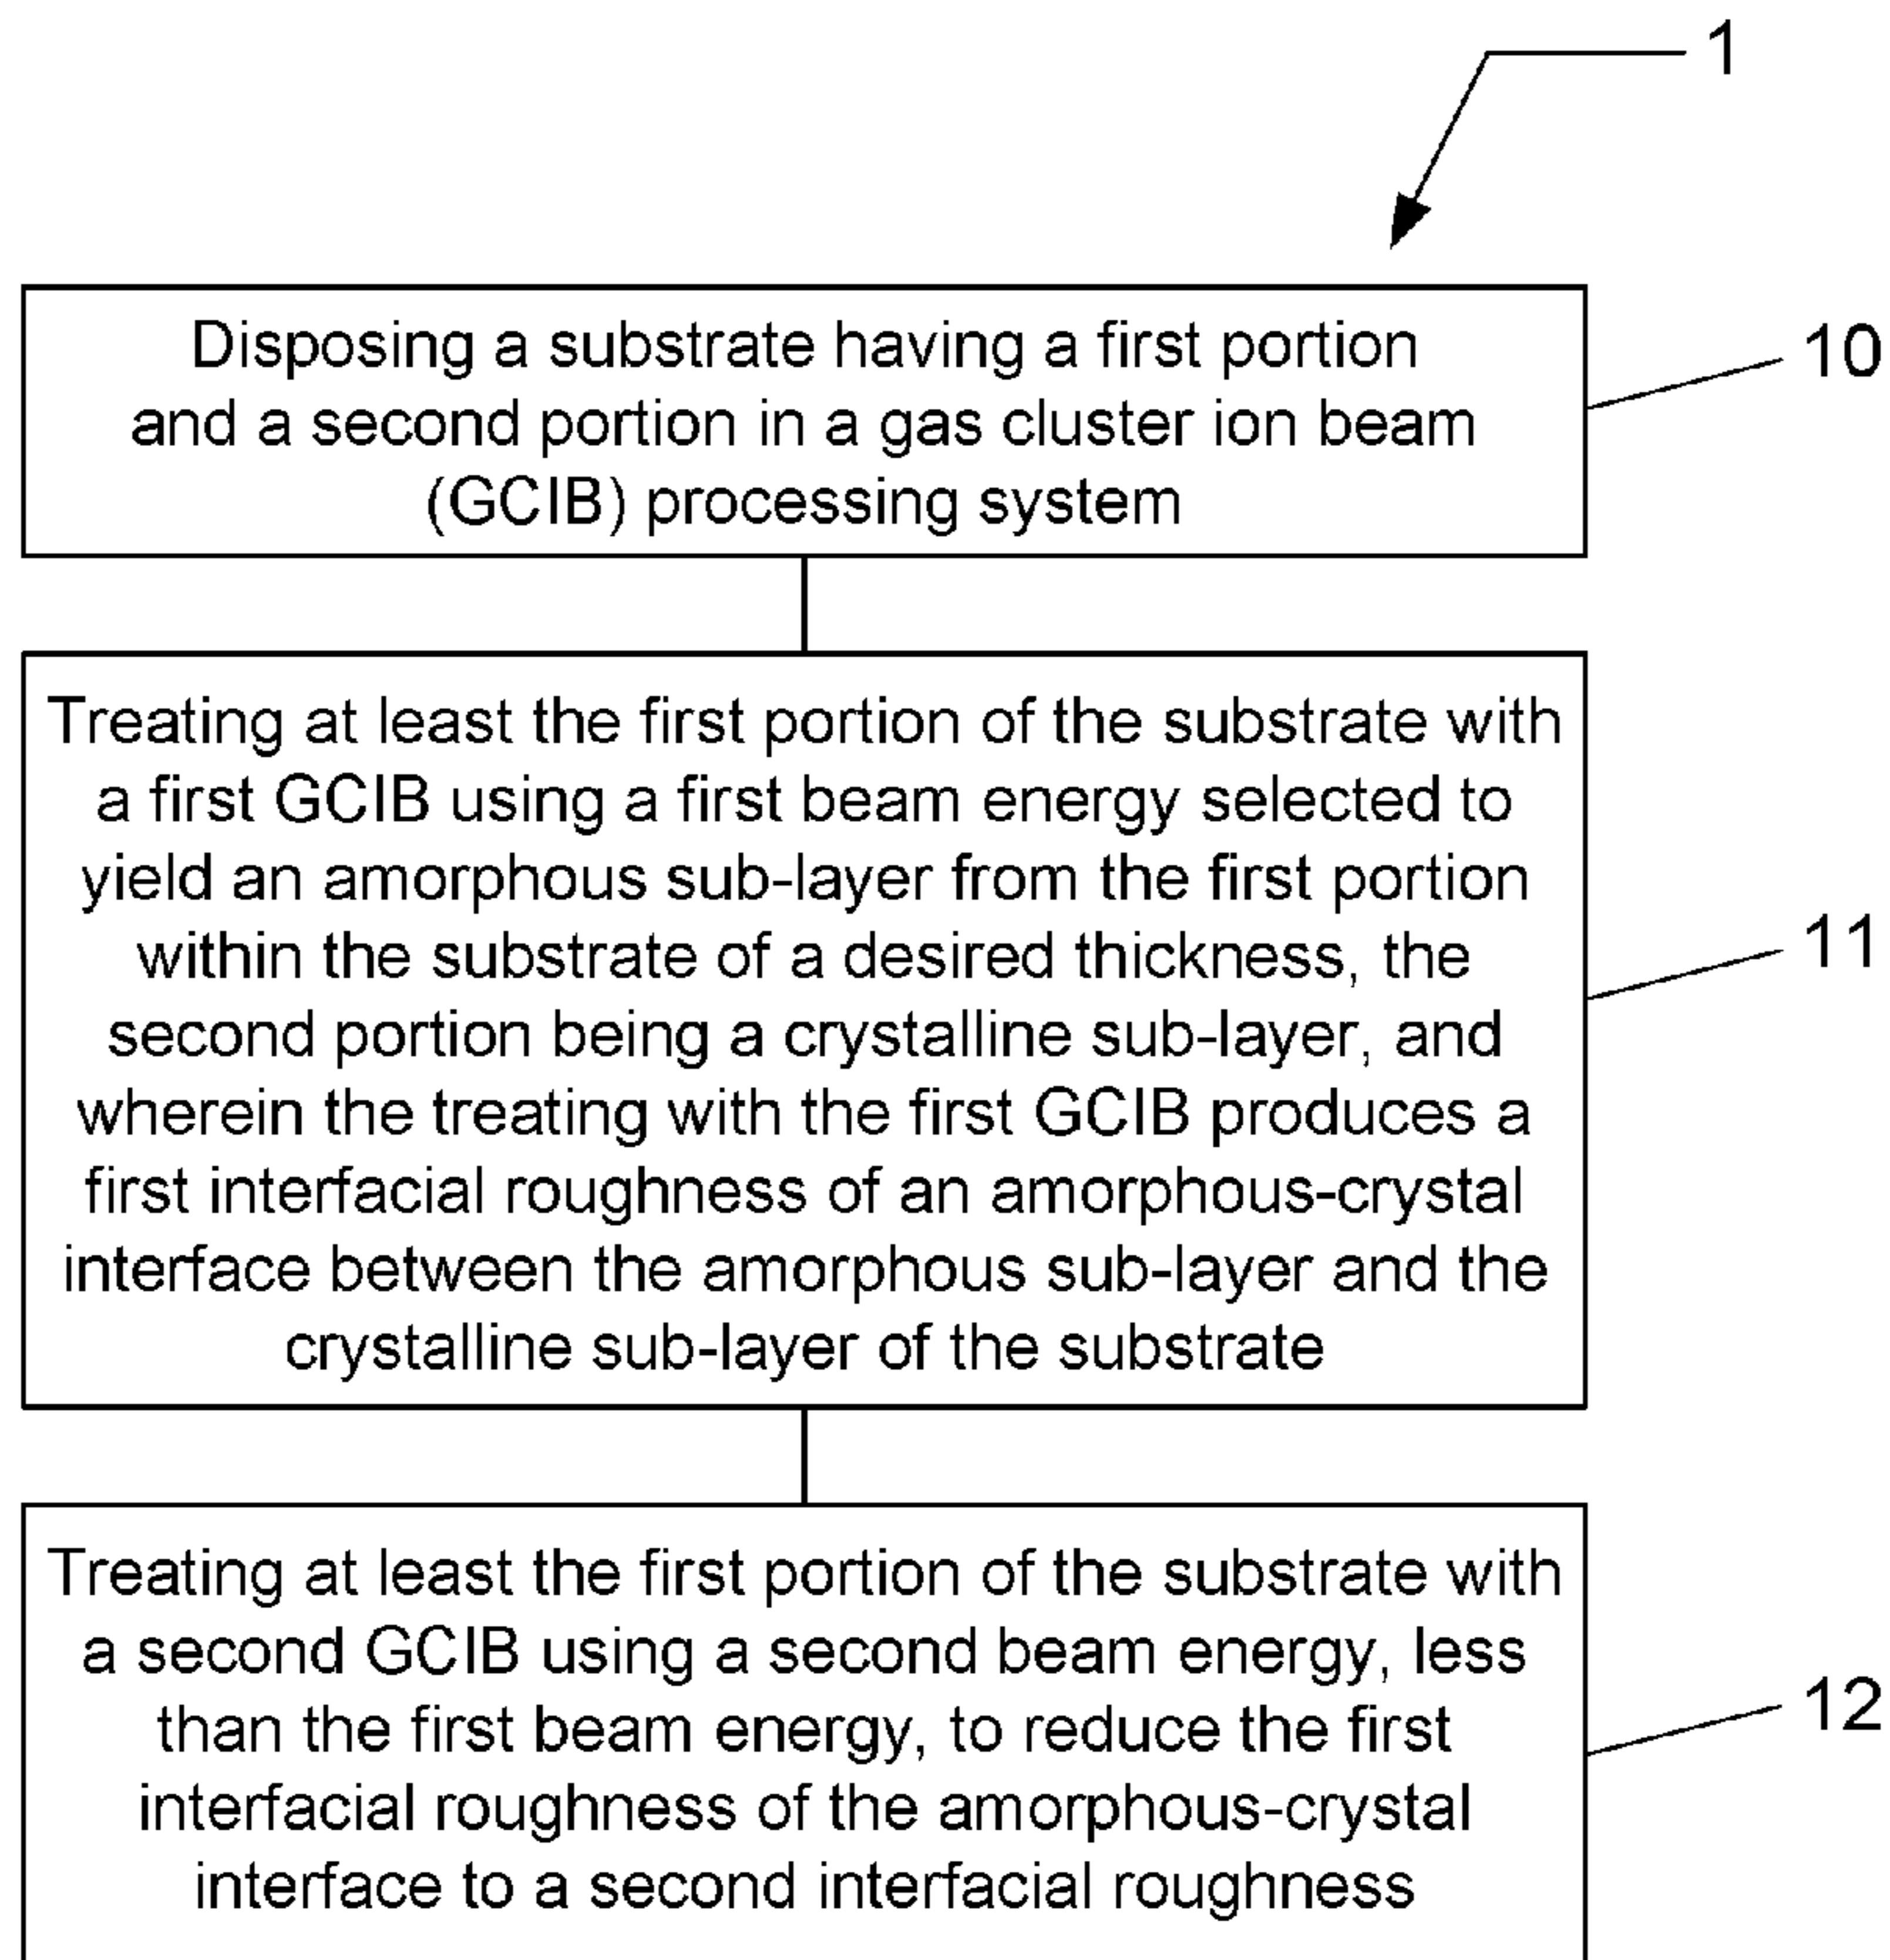 1
Disposing a substrate having a first portion
and a second portion in a gas cluster ion beam
(GCIB) processing system
10
Treating at least the first portion of the substrate with
a first GCIB using a first beam energy selected to
yield an amorphous sub-layer from the first portion
within the substrate of a desired thickness, the
second portion being a crystalline sub-layer, and
wherein the treating with the first GCIB produces a
first interfacial roughness of an amorphous-crystal
interface between the amorphous sub-layer and the
crystalline sub-layer of the substrate
11
Treating at least the first portion of the substrate with
a second GCIB using a second beam energy, less
than the first beam energy, to reduce the first
interfacial roughness of the amorphous-crystal
interface to a second interfacial roughness
12